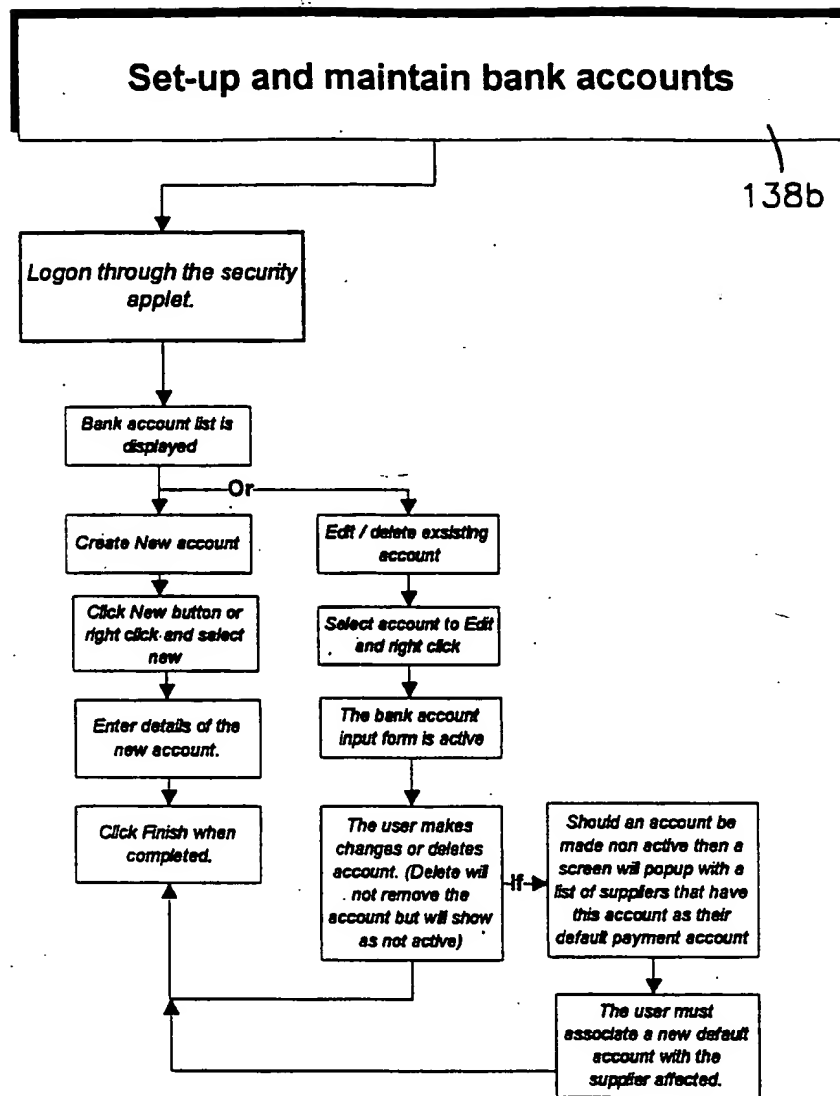 Set-up and maintain bank accounts
138b
Logon through the security
applet.
Bank account list is
displayed
Or
Create New account
Edit / delete exsisting
account
Click New button or
right click and select
new
Select account to Edit
and right click
Enter details of the
new account.
The bank account
input form is active
Click Finish when
completed.
The user makes
changes or deletes
account. (Delete will
not remove the
account but will show
as not active)
If
Should an account be
made non active then a
screen will popup with a
list of suppliers that have
this account as their
default payment account
The user must
associate a new default
account with the
supplier affected.